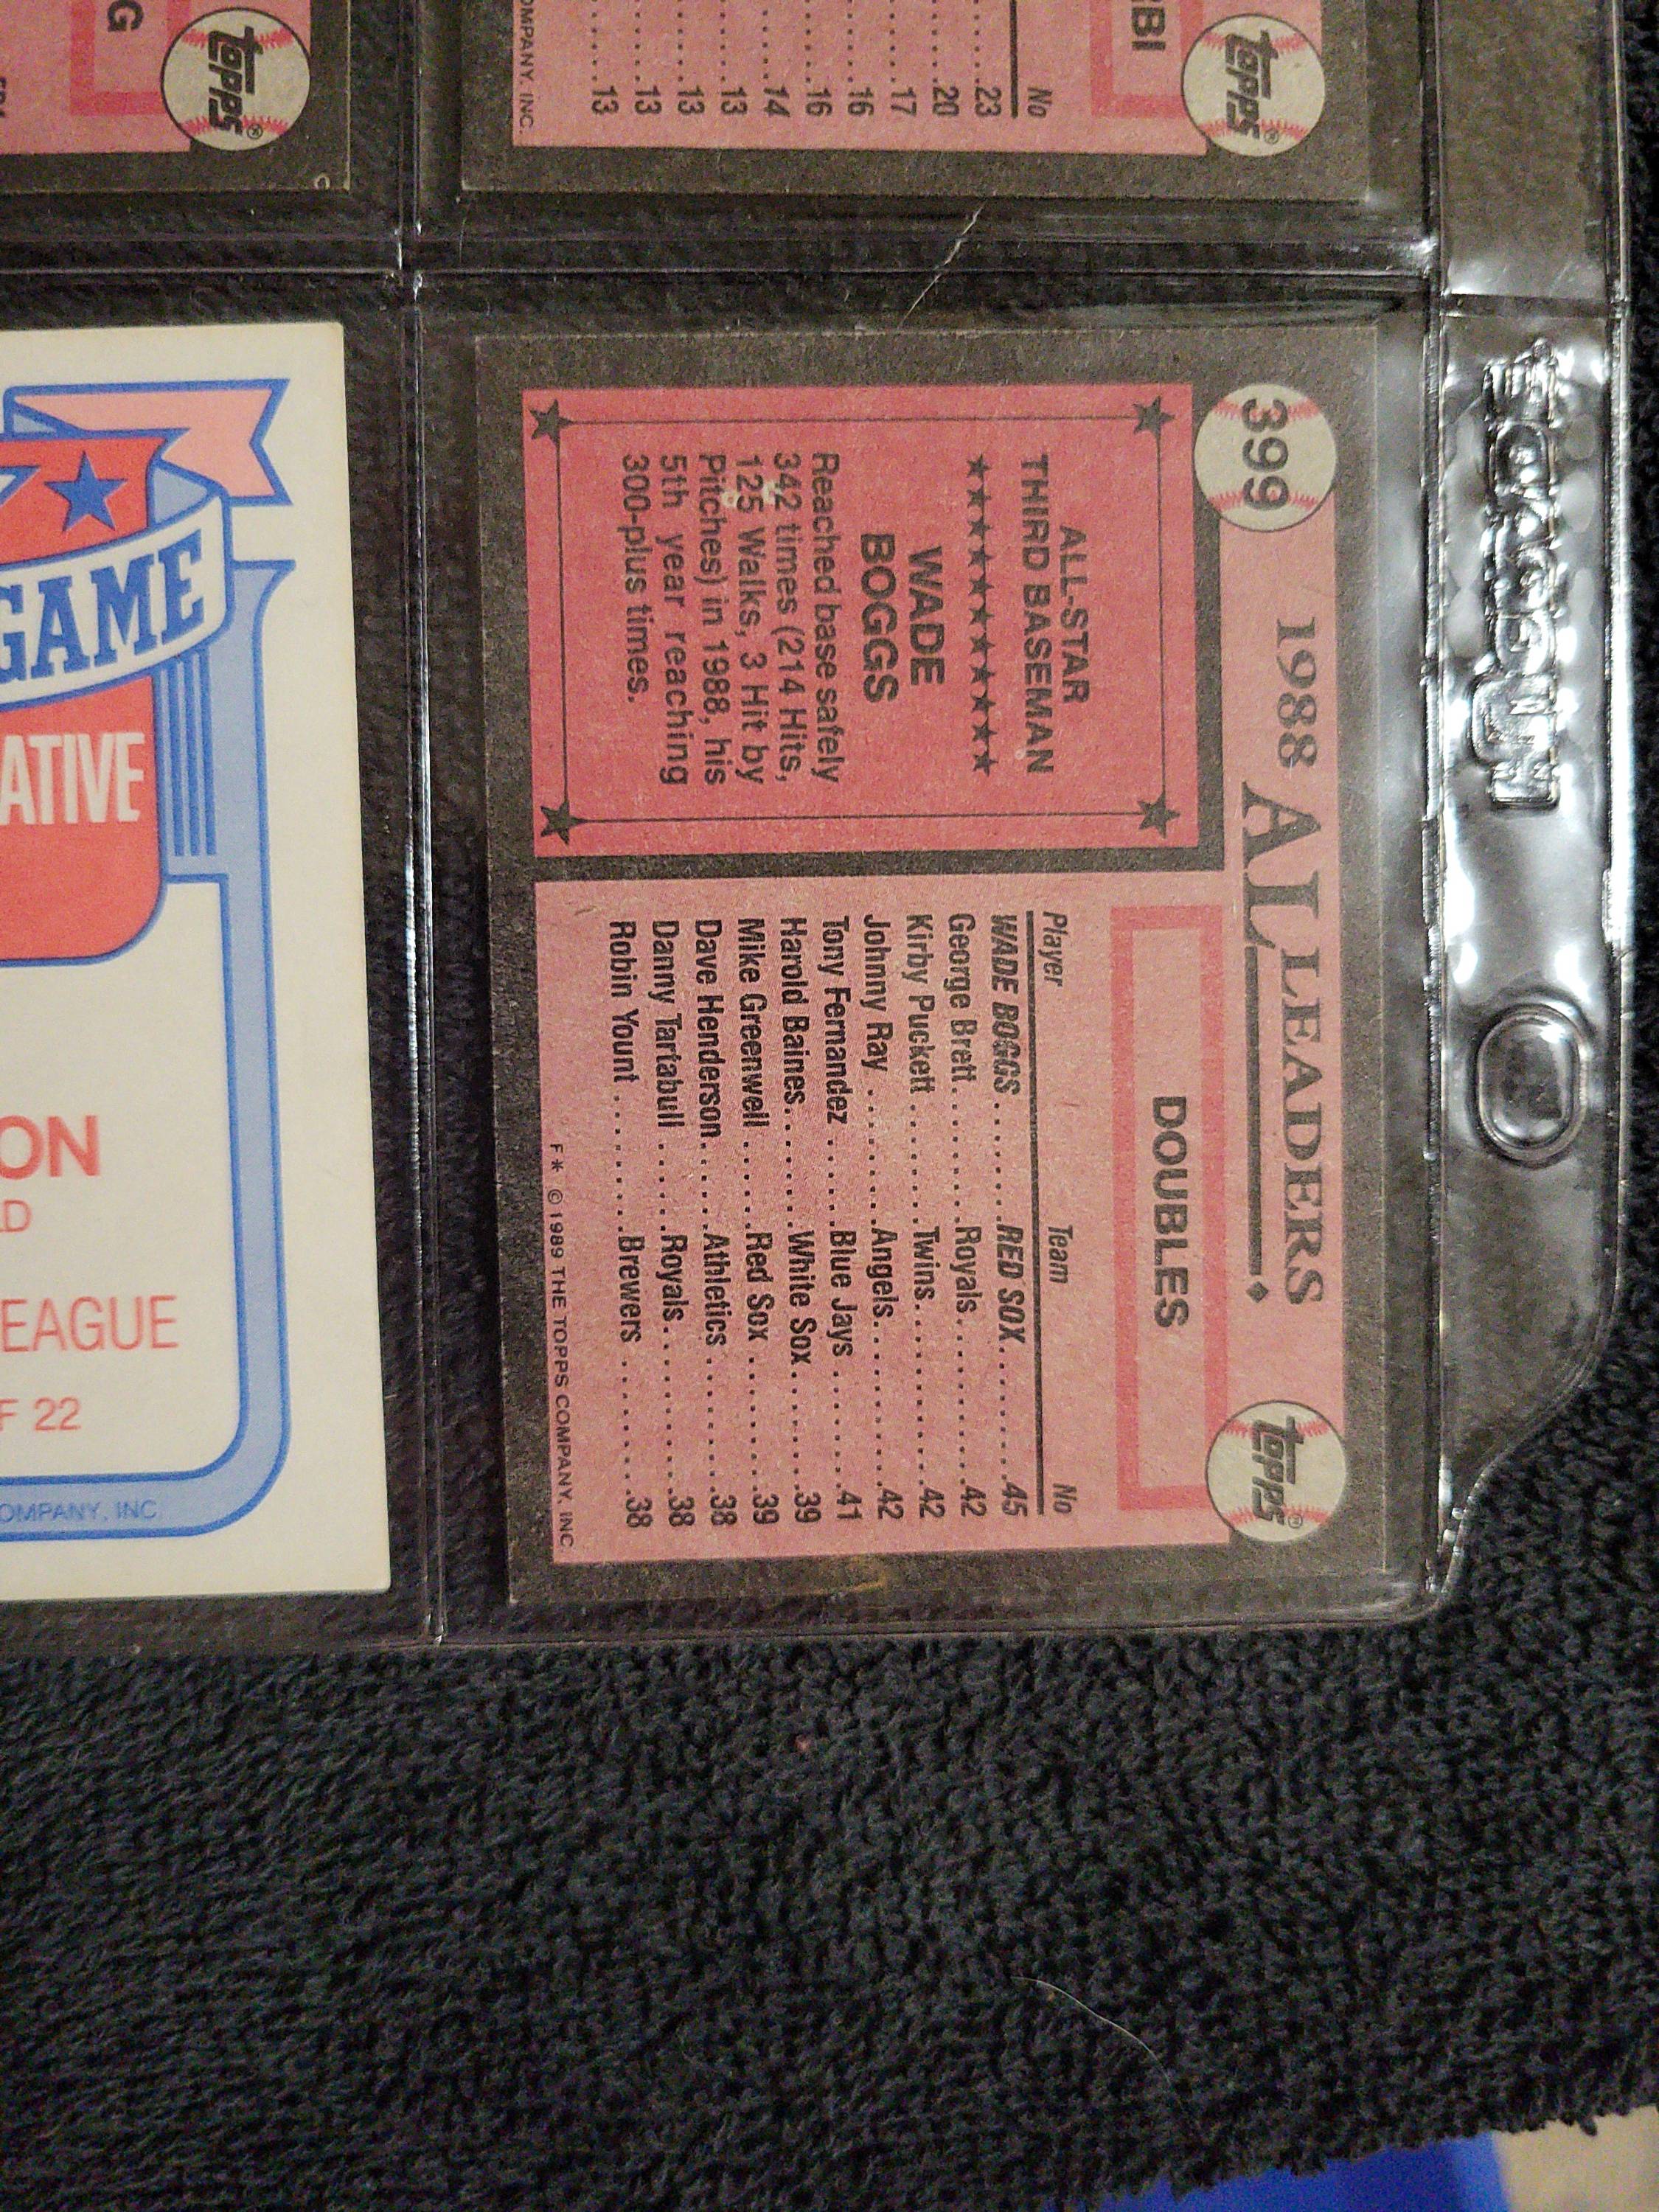 399
1988 AL LEADERS
topps®
ALL-STAR
THIRD BASEMAN
★★★★★★★★★★★
WADE
BOGGS
Reached base safely
342 times (214 Hits,
125 Walks, 3 Hit by
Pitches) in 1988, his
5th year reaching
300-plus times.
DOUBLES
Player Team No
WADE BOGGS.........RED SOX.........45
George Brett.........Royals.........42
Kirby Puckett.........Twins.........42
Johnny Ray.........Angels.........42
Tony Fernandez.........Blue Jays.........41
Harold Baines.........White Sox.........39
Mike Greenwell.........Red Sox.........39
Dave Henderson.........Athletics.........38
Danny Tartabull.........Royals.........38
Robin Yount.........Brewers.........38
F* © 1989 THE TOPPS COMPANY, INC.
RBI
topps®
No
23
20
17
16
16
14
13
13
13
13
OMPANY, INC.
G
topps®
GAME
ATIVE
ON
LD
EAGUE
F 22
OMPANY, INC.